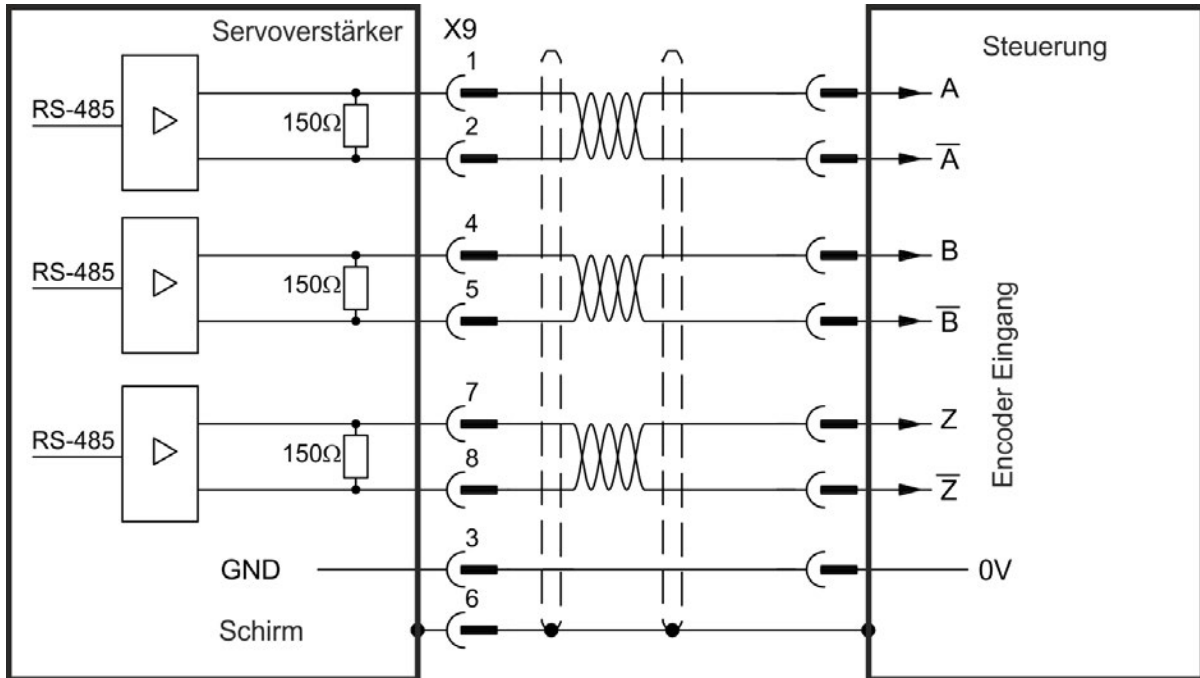 Servoverstärker
X9
Steuerung
RS-485
150Ω
1
2
A
A̅
RS-485
150Ω
4
5
B
B̅
RS-485
150Ω
7
8
Z
Z̅
Encoder Eingang
GND
3
0V
Schirm
6